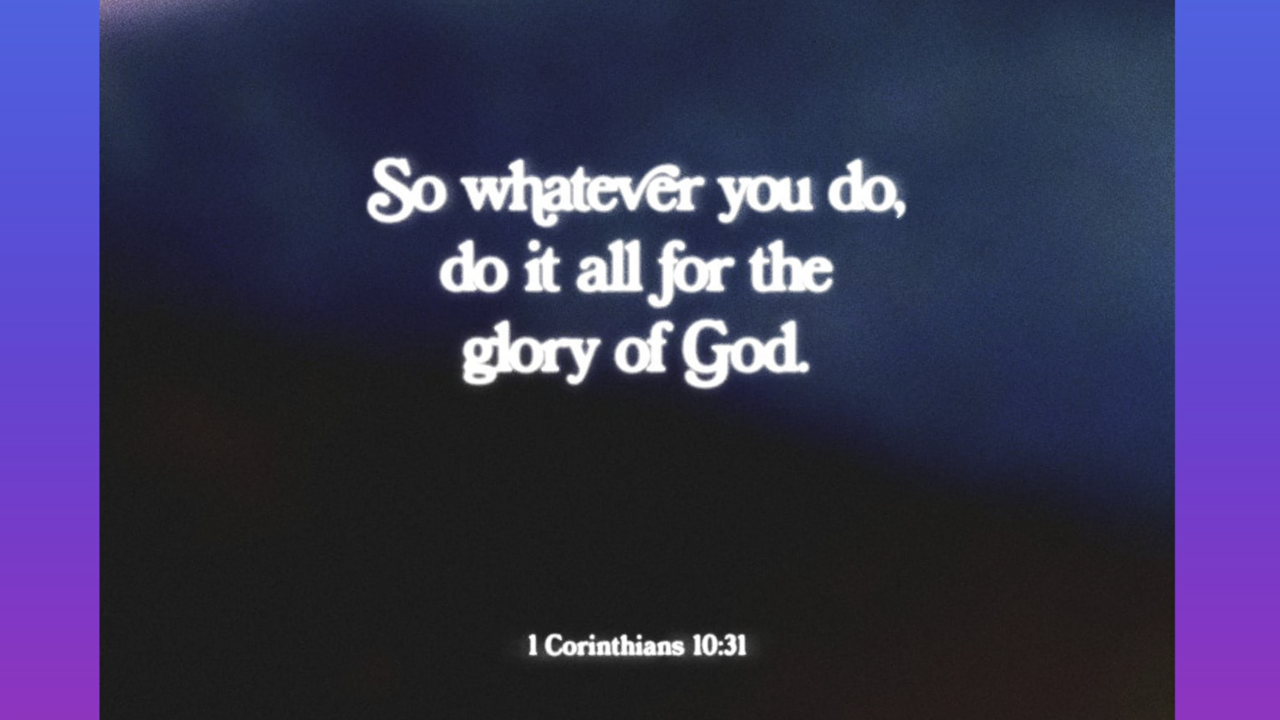 So whatever you do,
do it all for the
glory of God.
1 Corinthians 10:31